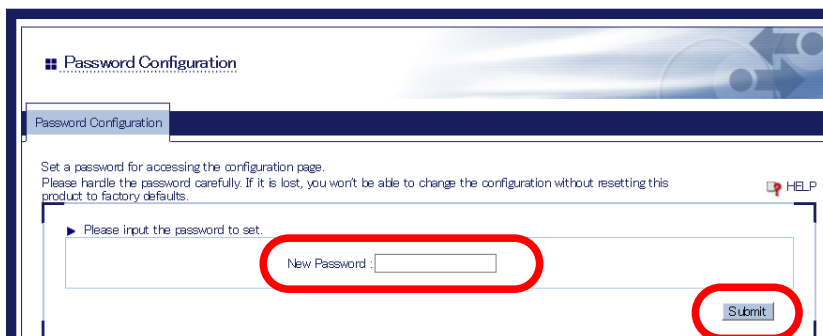 Password Configuration
Password Configuration
Set a password for accessing the configuration page.
Please handle the password carefully. If it is lost, you won't be able to change the configuration without resetting this
product to factory defaults.
HELP
Please input the password to set.
New Password :
Submit